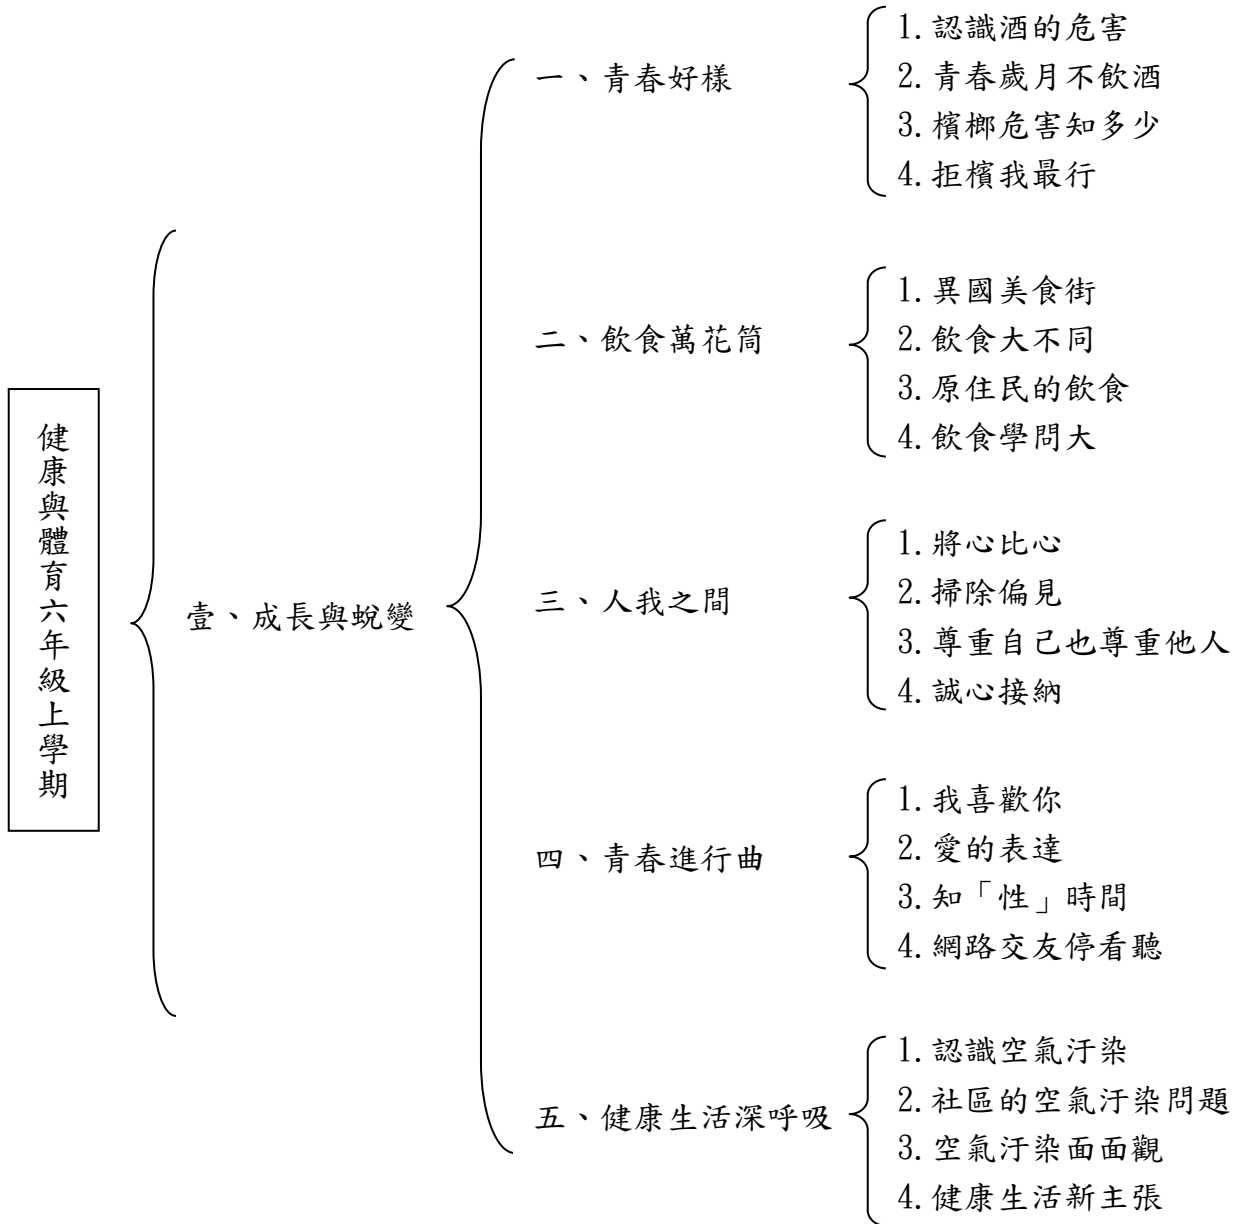 健康與體育六年級上學期
壹、成長與蛻變
一、青春好樣
1.認識酒的危害
2.青春歲月不飲酒
3.檳榔危害知多少
4.拒檳我最行
二、飲食萬花筒
1.異國美食街
2.飲食大不同
3.原住民的飲食
4.飲食學問大
三、人我之間
1.將心比心
2.掃除偏見
3.尊重自己也尊重他人
4.誠心接納
四、青春進行曲
1.我喜歡你
2.愛的表達
3.知「性」時間
4.網路交友停看聽
五、健康生活深呼吸
1.認識空氣汙染
2.社區的空氣汙染問題
3.空氣汙染面面觀
4.健康生活新主張